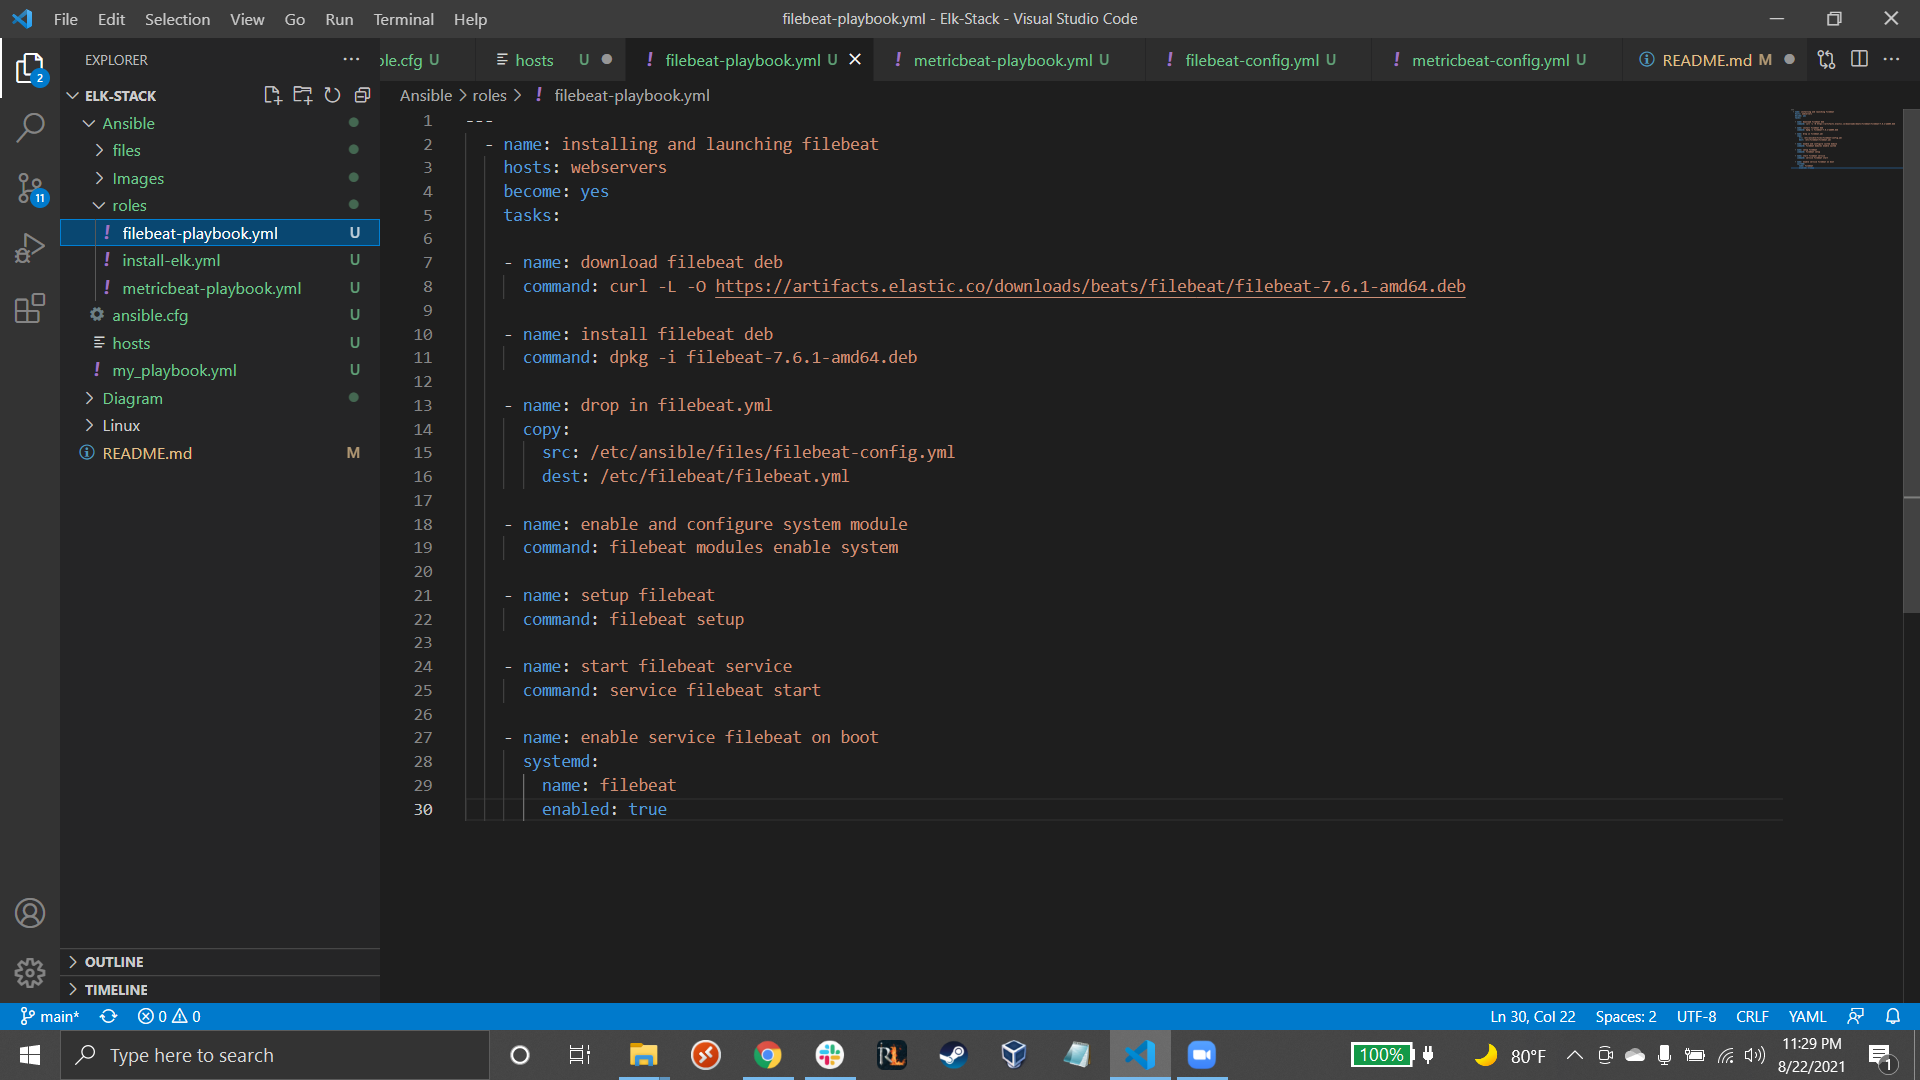 File Edit Selection View Go Run Terminal Help
filebeat-playbook.yml - Elk-Stack - Visual Studio Code
EXPLORER
ble.cfg U
hosts U
! filebeat-playbook.yml U
! metricbeat-playbook.yml U
! filebeat-config.yml U
! metricbeat-config.yml U
README.md M
2
11
ELK-STACK
Ansible
files
Images
roles
! filebeat-playbook.yml U
! install-elk.yml U
! metricbeat-playbook.yml U
ansible.cfg U
hosts U
! my_playbook.yml U
Diagram
Linux
README.md M
OUTLINE
TIMELINE
Ansible > roles > ! filebeat-playbook.yml
1 ---
2 - name: installing and launching filebeat
3 hosts: webservers
4 become: yes
5 tasks:
6
7 - name: download filebeat deb
8 command: curl -L -O https://artifacts.elastic.co/downloads/beats/filebeat/filebeat-7.6.1-amd64.deb
9
10 - name: install filebeat deb
11 command: dpkg -i filebeat-7.6.1-amd64.deb
12
13 - name: drop in filebeat.yml
14 copy:
15 src: /etc/ansible/files/filebeat-config.yml
16 dest: /etc/filebeat/filebeat.yml
17
18 - name: enable and configure system module
19 command: filebeat modules enable system
20
21 - name: setup filebeat
22 command: filebeat setup
23
24 - name: start filebeat service
25 command: service filebeat start
26
27 - name: enable service filebeat on boot
28 systemd:
29 name: filebeat
30 enabled: true
main* 0 0
Ln 30, Col 22 Spaces: 2 UTF-8 CRLF YAML
Type here to search
RL
100%
80°F
11:29 PM
8/22/2021
1